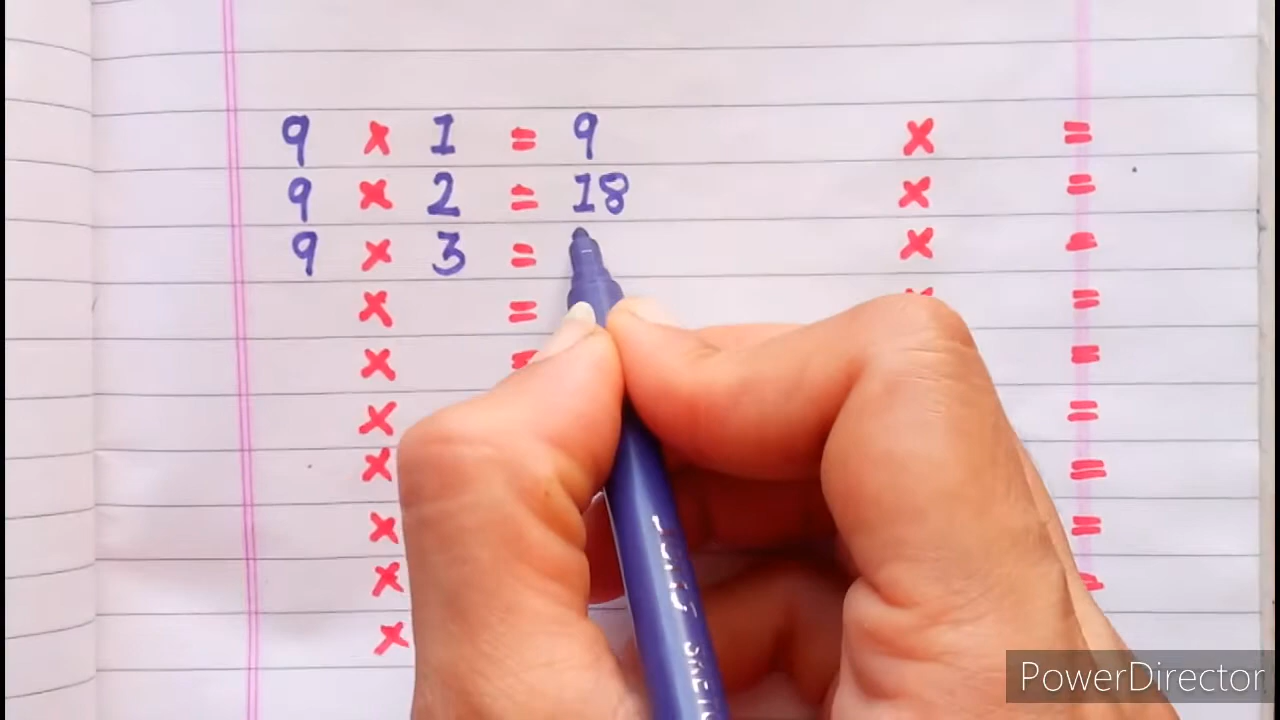 9 × 1 = 9 × =
9 × 2 = 18 × =
9 × 3 = × =
× = × =
× = =
× =
× =
× =
× =
×
PowerDirector